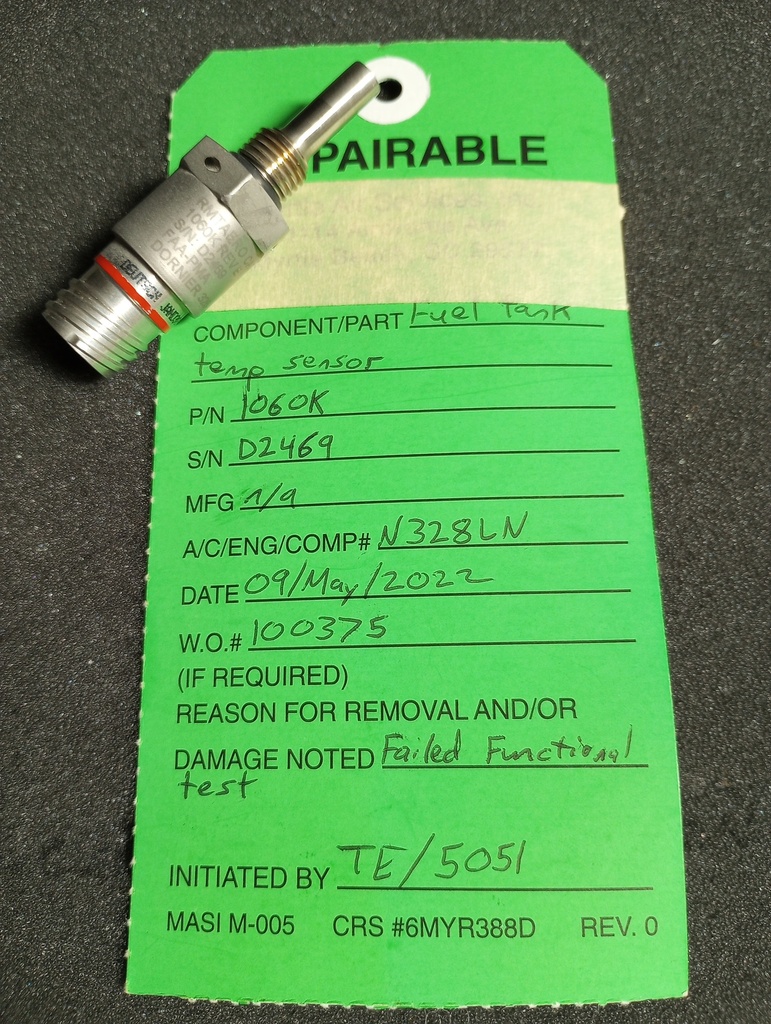 PAIRABLE
DEUTSCH
DORNIER
COMPONENT/PART Fuel Tank
temp sensor
P/N 1060K
S/N D2469
MFG n/a
A/C/ENG/COMP# N328LN
DATE 09/May/2022
W.O.# 100375
(IF REQUIRED)
REASON FOR REMOVAL AND/OR
DAMAGE NOTED Failed Functional
test
INITIATED BY TE/5051
MASI M-005 CRS #6MYR388D REV. 0